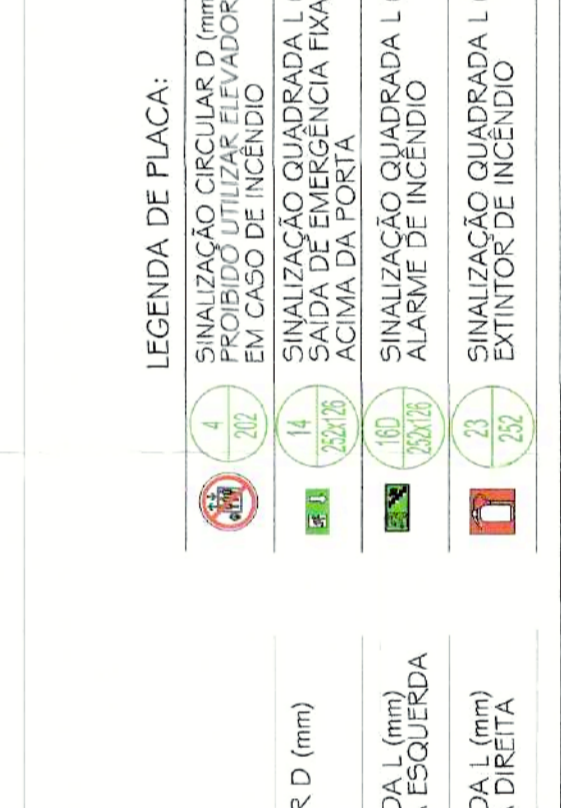 LEGENDA DE PLACA:
4
202
SINALIZAÇÃO CIRCULAR D (mm
PROIBIDO UTILIZAR ELEVADOR
EM CASO DE INCÊNDIO
14
252x126
SINALIZAÇÃO QUADRADA L (
SAÍDA DE EMERGÊNCIA FIXA
ACIMA DA PORTA
16D
252x126
SINALIZAÇÃO QUADRADA L (
ALARME DE INCÊNDIO
23
252
SINALIZAÇÃO QUADRADA L (
EXTINTOR DE INCÊNDIO
R D (mm)
DA L (mm)
A ESQUERDA
DA L (mm)
DIREITA